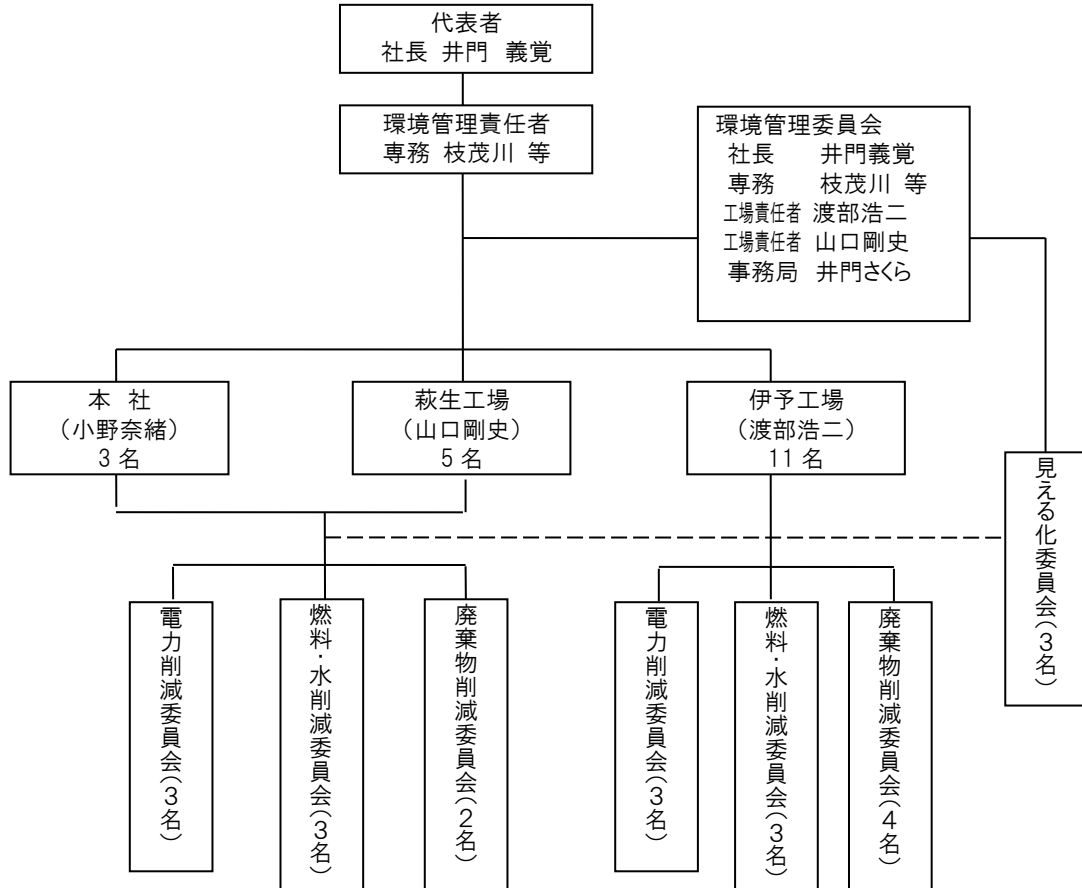 代表者
社長 井門 義覚
環境管理責任者
専務 枝茂川 等
環境管理委員会
社長 井門義覚
専務 枝茂川 等
工場責任者 渡部浩二
工場責任者 山口剛史
事務局 井門さくら
本 社
（小野奈緒）
3 名
萩生工場
（山口剛史）
5 名
伊予工場
（渡部浩二）
11 名
見える化委員会（３名）
電力削減委員会（３名）
燃料・水削減委員会（３名）
廃棄物削減委員会（２名）
電力削減委員会（３名）
燃料・水削減委員会（３名）
廃棄物削減委員会（４名）